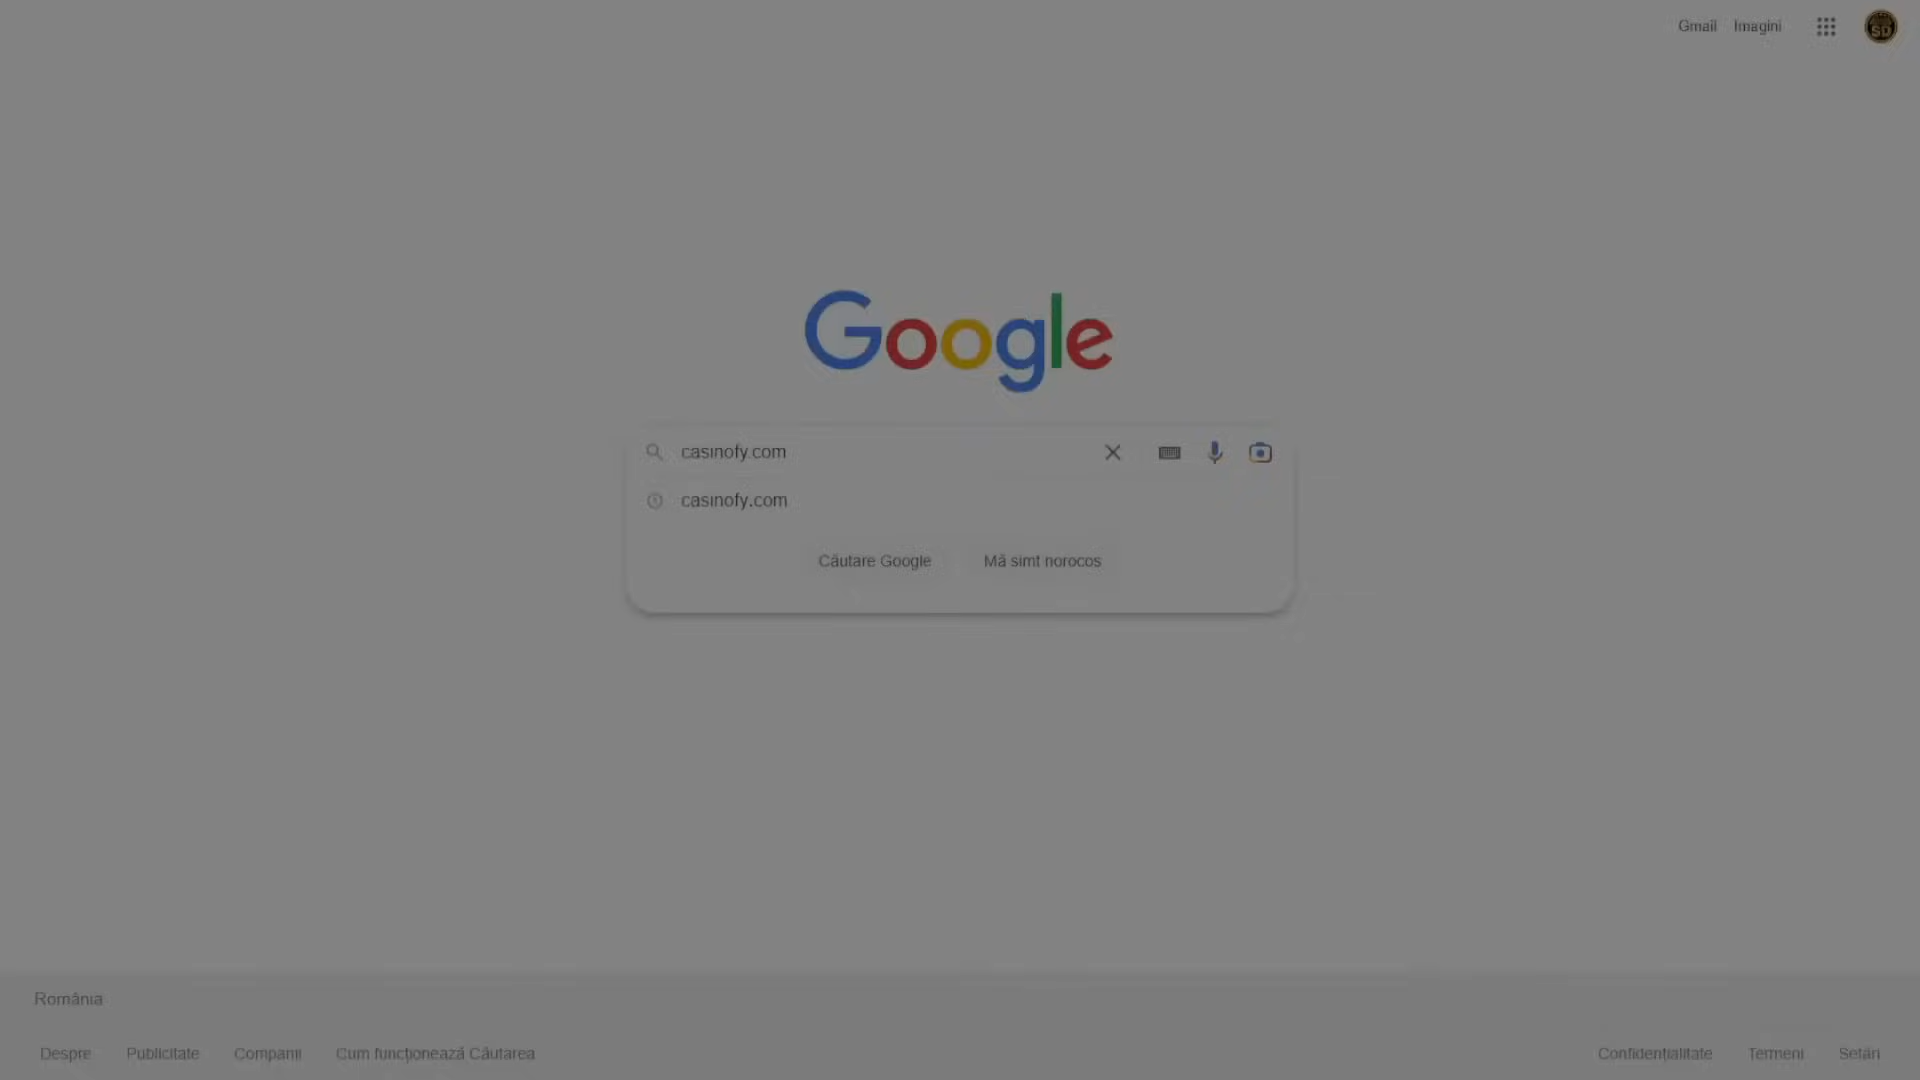 Gmail Imagini
SD
Google
casinofy.com
casinofy.com
Căutare Google Mă simt norocos
România
Despre Publicitate Companii Cum funcționează Căutarea Confidențialitate Termeni Setări